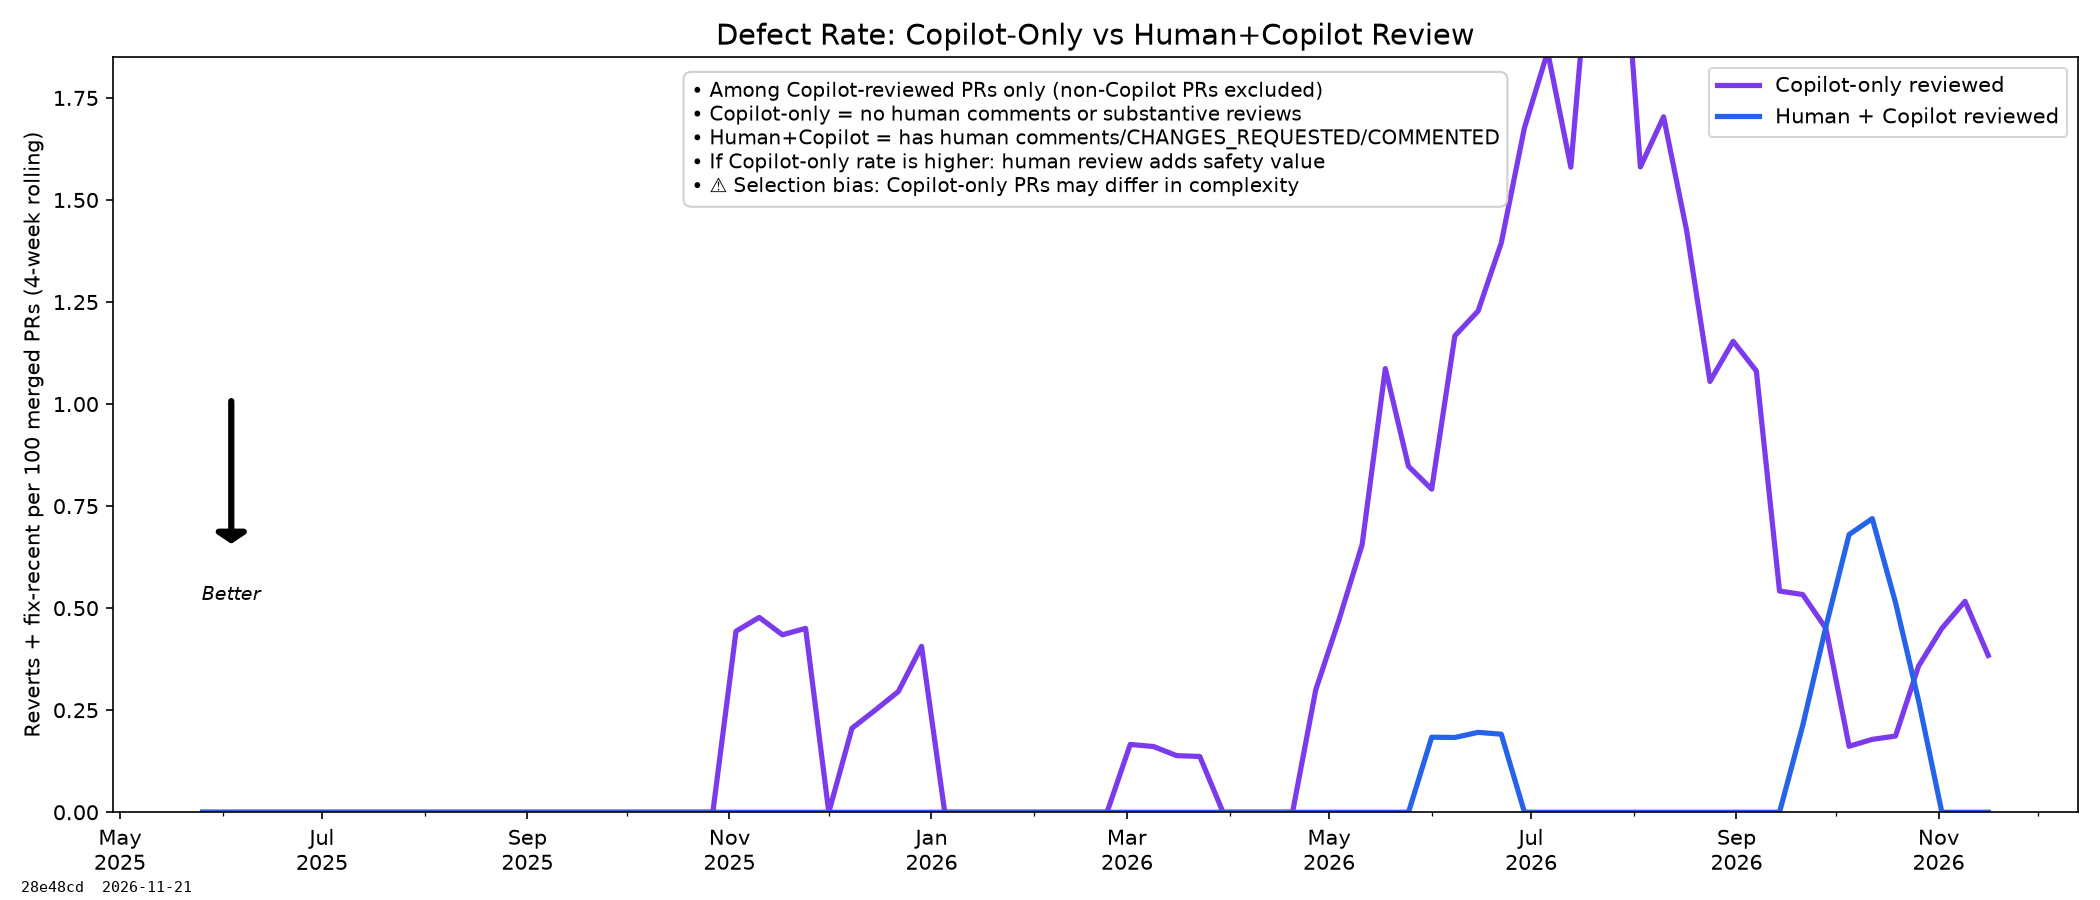 Defect Rate: Copilot-Only vs Human+Copilot Review
• Among Copilot-reviewed PRs only (non-Copilot PRs excluded)
• Copilot-only = no human comments or substantive reviews
• Human+Copilot = has human comments/CHANGES_REQUESTED/COMMENTED
• If Copilot-only rate is higher: human review adds safety value
• ⚠ Selection bias: Copilot-only PRs may differ in complexity
Copilot-only reviewed
Human + Copilot reviewed
Reverts + fix-recent per 100 merged PRs (4-week rolling)
1.75
1.50
1.25
1.00
0.75
0.50
0.25
0.00
Better
May
2025
Jul
2025
Sep
2025
Nov
2025
Jan
2026
Mar
2026
May
2026
Jul
2026
Sep
2026
Nov
2026
28e48cd  2026-11-21